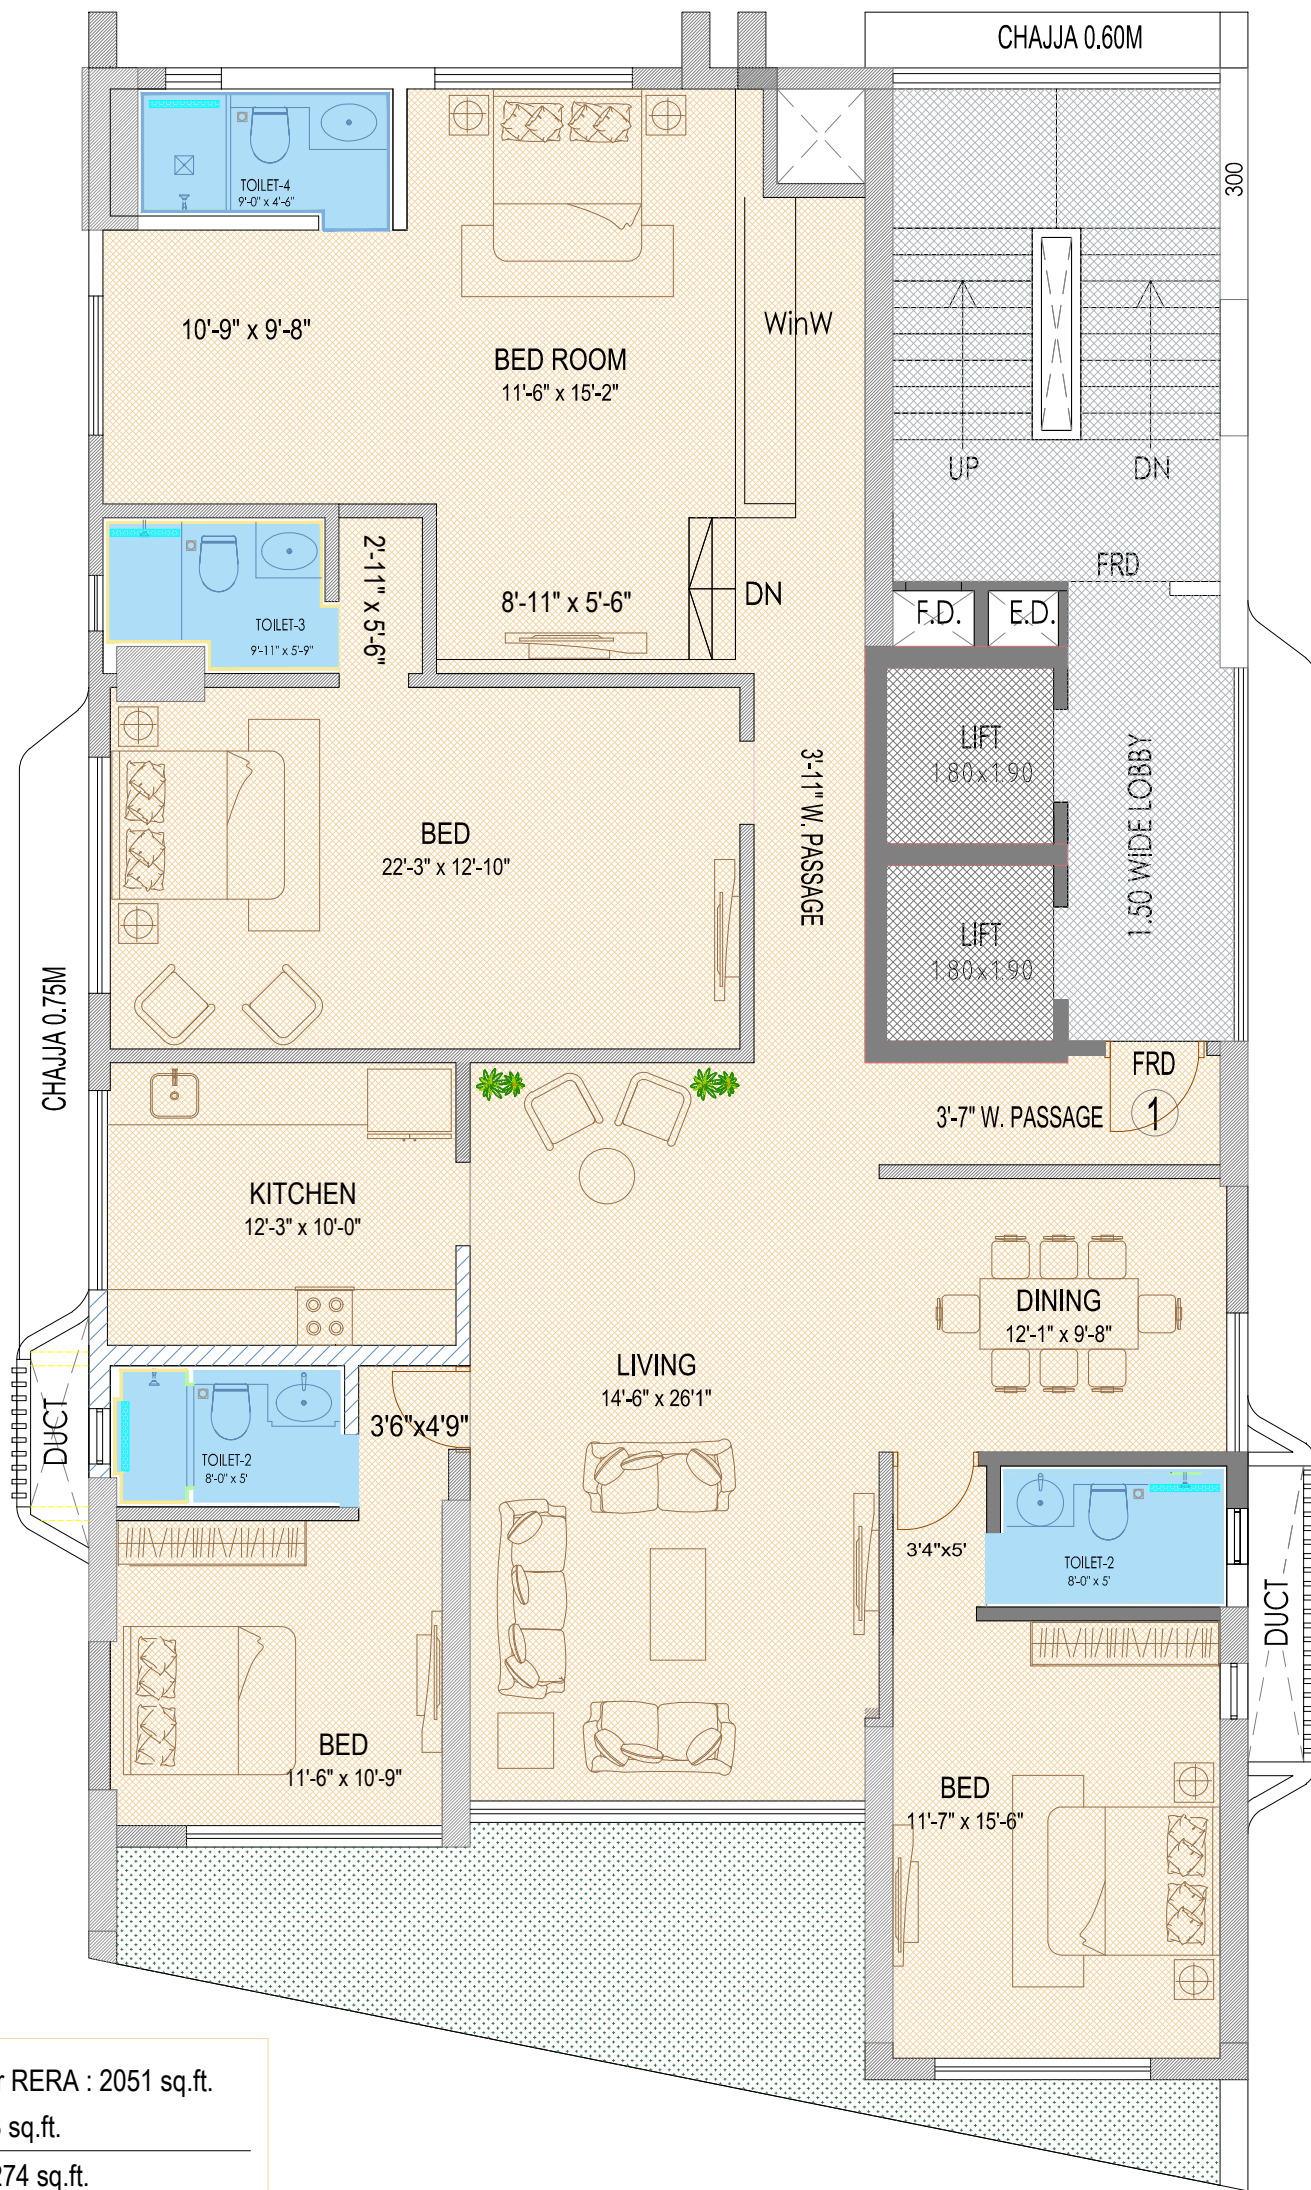 CHAJJA 0.60M
300
TOILET-4
9'-0" x 4'-6"
10'-9" x 9'-8"
WinW
BED ROOM
11'-6" x 15'-2"
UP
DN
FRD
2'-11" x 5'-6"
8'-11" x 5'-6"
DN
F.D.
E.D.
TOILET-3
9'-11" x 5'-9"
LIFT
1.80x1.90
3'-11" W. PASSAGE
1.50 WIDE LOBBY
BED
22'-3" x 12'-10"
LIFT
1.80x1.90
CHAJJA 0.75M
FRD
1
3'-7" W. PASSAGE
KITCHEN
12'-3" x 10'-0"
DINING
12'-1" x 9'-8"
LIVING
14'-6" x 26'1"
DUCT
3'6"x4'9"
TOILET-2
8'-0" x 5'
3'4"x5'
TOILET-2
8'-0" x 5'
DUCT
BED
11'-6" x 10'-9"
BED
11'-7" x 15'-6"
RERA : 2051 sq.ft.
sq.ft.
274 sq.ft.